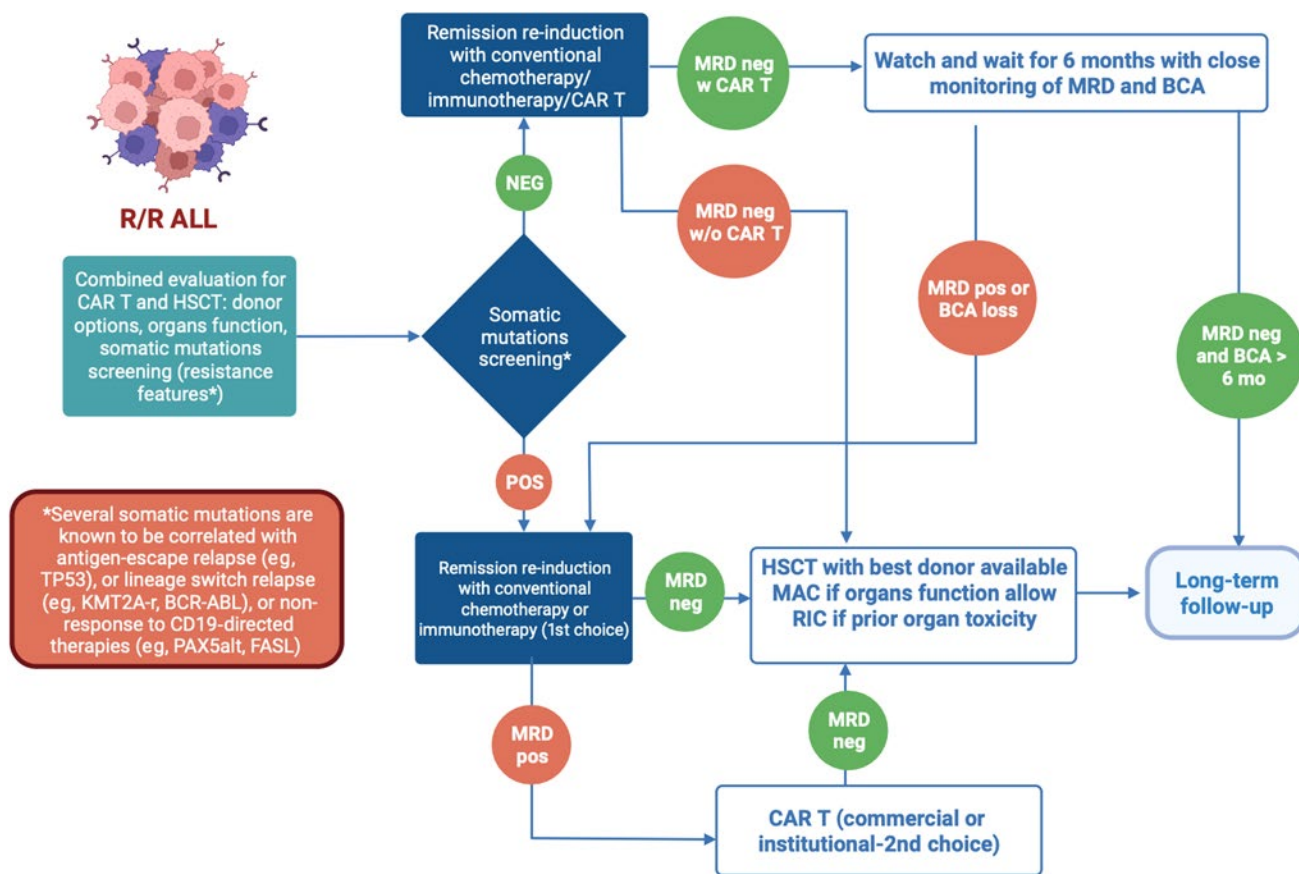 Remission re-induction
with conventional
chemotherapy/
immunotherapy/CAR T
MRD neg
w CAR T
Watch and wait for 6 months with close
monitoring of MRD and BCA
R/R ALL
NEG
MRD neg
w/o CAR T
Combined evaluation for
CAR T and HSCT: donor
options, organs function,
somatic mutations
screening (resistance
features*)
Somatic
mutations
screening*
MRD pos or
BCA loss
MRD neg
and BCA >
6 mo
POS
*Several somatic mutations are
known to be correlated with
antigen-escape relapse (eg,
TP53), or lineage switch relapse
(eg, KMT2A-r, BCR-ABL), or non-
response to CD19-directed
therapies (eg, PAX5alt, FASL)
Remission re-induction
with conventional
chemotherapy or
immunotherapy (1st choice)
MRD
neg
HSCT with best donor available
MAC if organs function allow
RIC if prior organ toxicity
Long-term
follow-up
MRD
pos
MRD
neg
CAR T (commercial or
institutional-2nd choice)